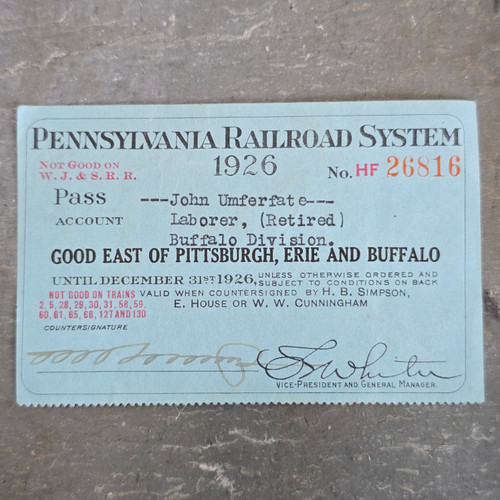 PENNSYLVANIA RAILROAD SYSTEM
NOT GOOD ON
W. J. & S. R. R.
1926
No. HF 26816
Pass ---John Umferfate---
ACCOUNT Laborer, (Retired)
Buffalo Division.
GOOD EAST OF PITTSBURGH, ERIE AND BUFFALO
UNTIL DECEMBER 31ST 1926, UNLESS OTHERWISE ORDERED AND
SUBJECT TO CONDITIONS ON BACK
NOT GOOD ON TRAINS
2, 5, 28, 29, 30, 31, 58, 59,
60, 61, 65, 66, 127 AND 130
VALID WHEN COUNTERSIGNED BY H. B. SIMPSON,
E. HOUSE OR W. W. CUNNINGHAM
COUNTERSIGNATURE
VICE-PRESIDENT AND GENERAL MANAGER.